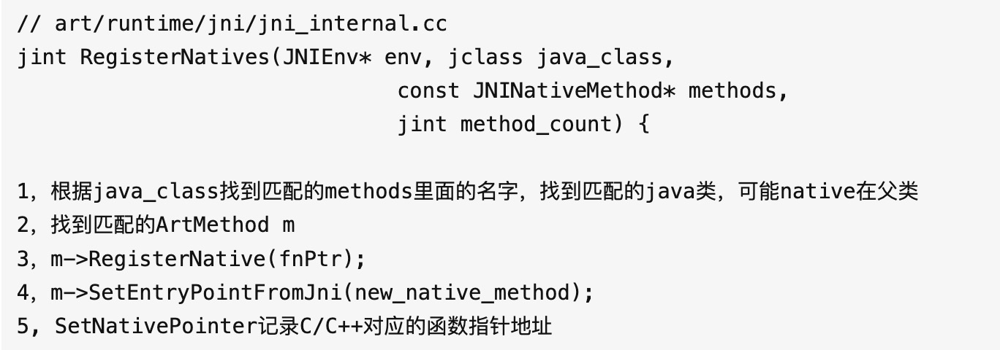 // art/runtime/jni/jni_internal.cc
jint RegisterNatives(JNIEnv* env, jclass java_class,
const JNINativeMethod* methods,
jint method_count) {
1，根据java_class找到匹配的methods里面的名字，找到匹配的java类，可能native在父类
2，找到匹配的ArtMethod m
3，m->RegisterNative(fnPtr);
4，m->SetEntryPointFromJni(new_native_method);
5, SetNativePointer记录C/C++对应的函数指针地址